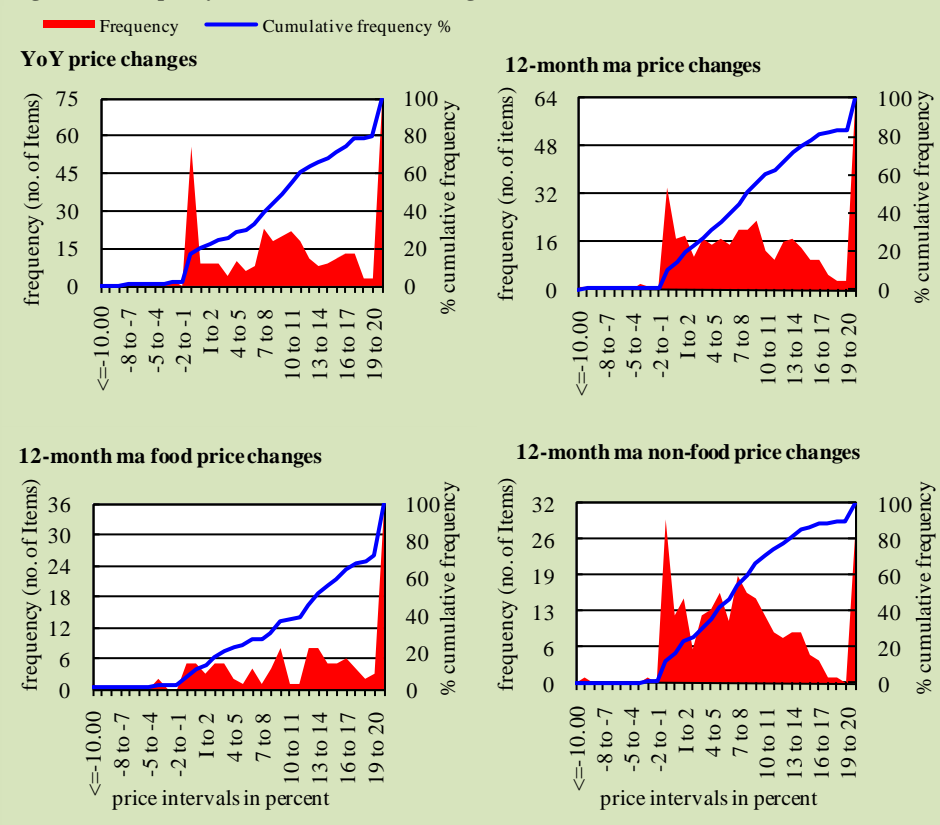 Frequency Cumulative frequency %
YoY price changes
frequency (no. of Items)
75
60
45
30
15
0
100
80
60
40
20
0
% cumulative frequency
<=-10.00
-8 to -7
-5 to -4
-2 to -1
1 to 2
4 to 5
7 to 8
10 to 11
13 to 14
16 to 17
19 to 20
12-month ma price changes
frequency (no. of items)
64
48
32
16
0
100
80
60
40
20
0
% cumulative frequency
<=-10.00
-8 to -7
-5 to -4
-2 to -1
1 to 2
4 to 5
7 to 8
10 to 11
13 to 14
16 to 17
19 to 20
12-month ma food price changes
frequency (no. of Items)
36
30
24
18
12
6
0
100
80
60
40
20
0
% cumulative frequency
<=-10.00
-8 to -7
-5 to -4
-2 to -1
1 to 2
4 to 5
7 to 8
10 to 11
13 to 14
16 to 17
19 to 20
price intervals in percent
12-month ma non-food price changes
frequency (no. of Items)
32
26
19
13
6
0
100
80
60
40
20
0
% cumulative frequency
<=-10.00
-8 to -7
-5 to -4
-2 to -1
1 to 2
4 to 5
7 to 8
10 to 11
13 to 14
16 to 17
19 to 20
price intervals in percent